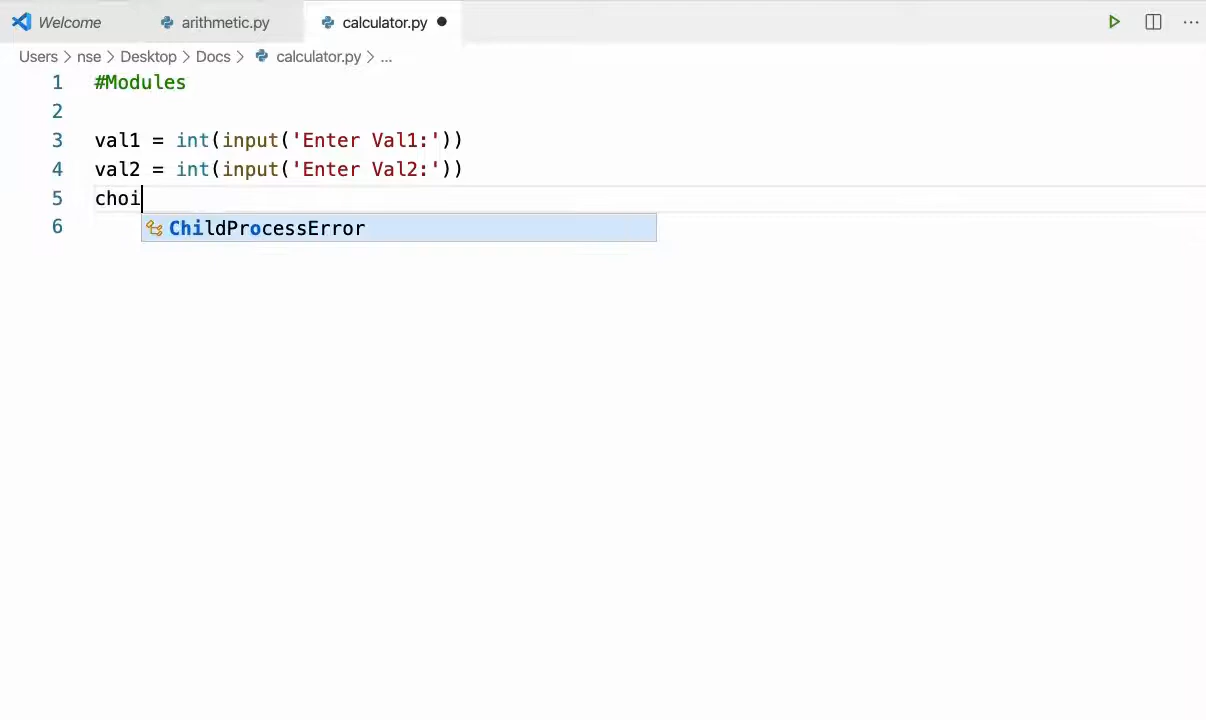 Welcome arithmetic.py calculator.py
Users > nse > Desktop > Docs > calculator.py > ...
1 #Modules
2
3 val1 = int(input('Enter Val1:'))
4 val2 = int(input('Enter Val2:'))
5 choi
ChildProcessError
6